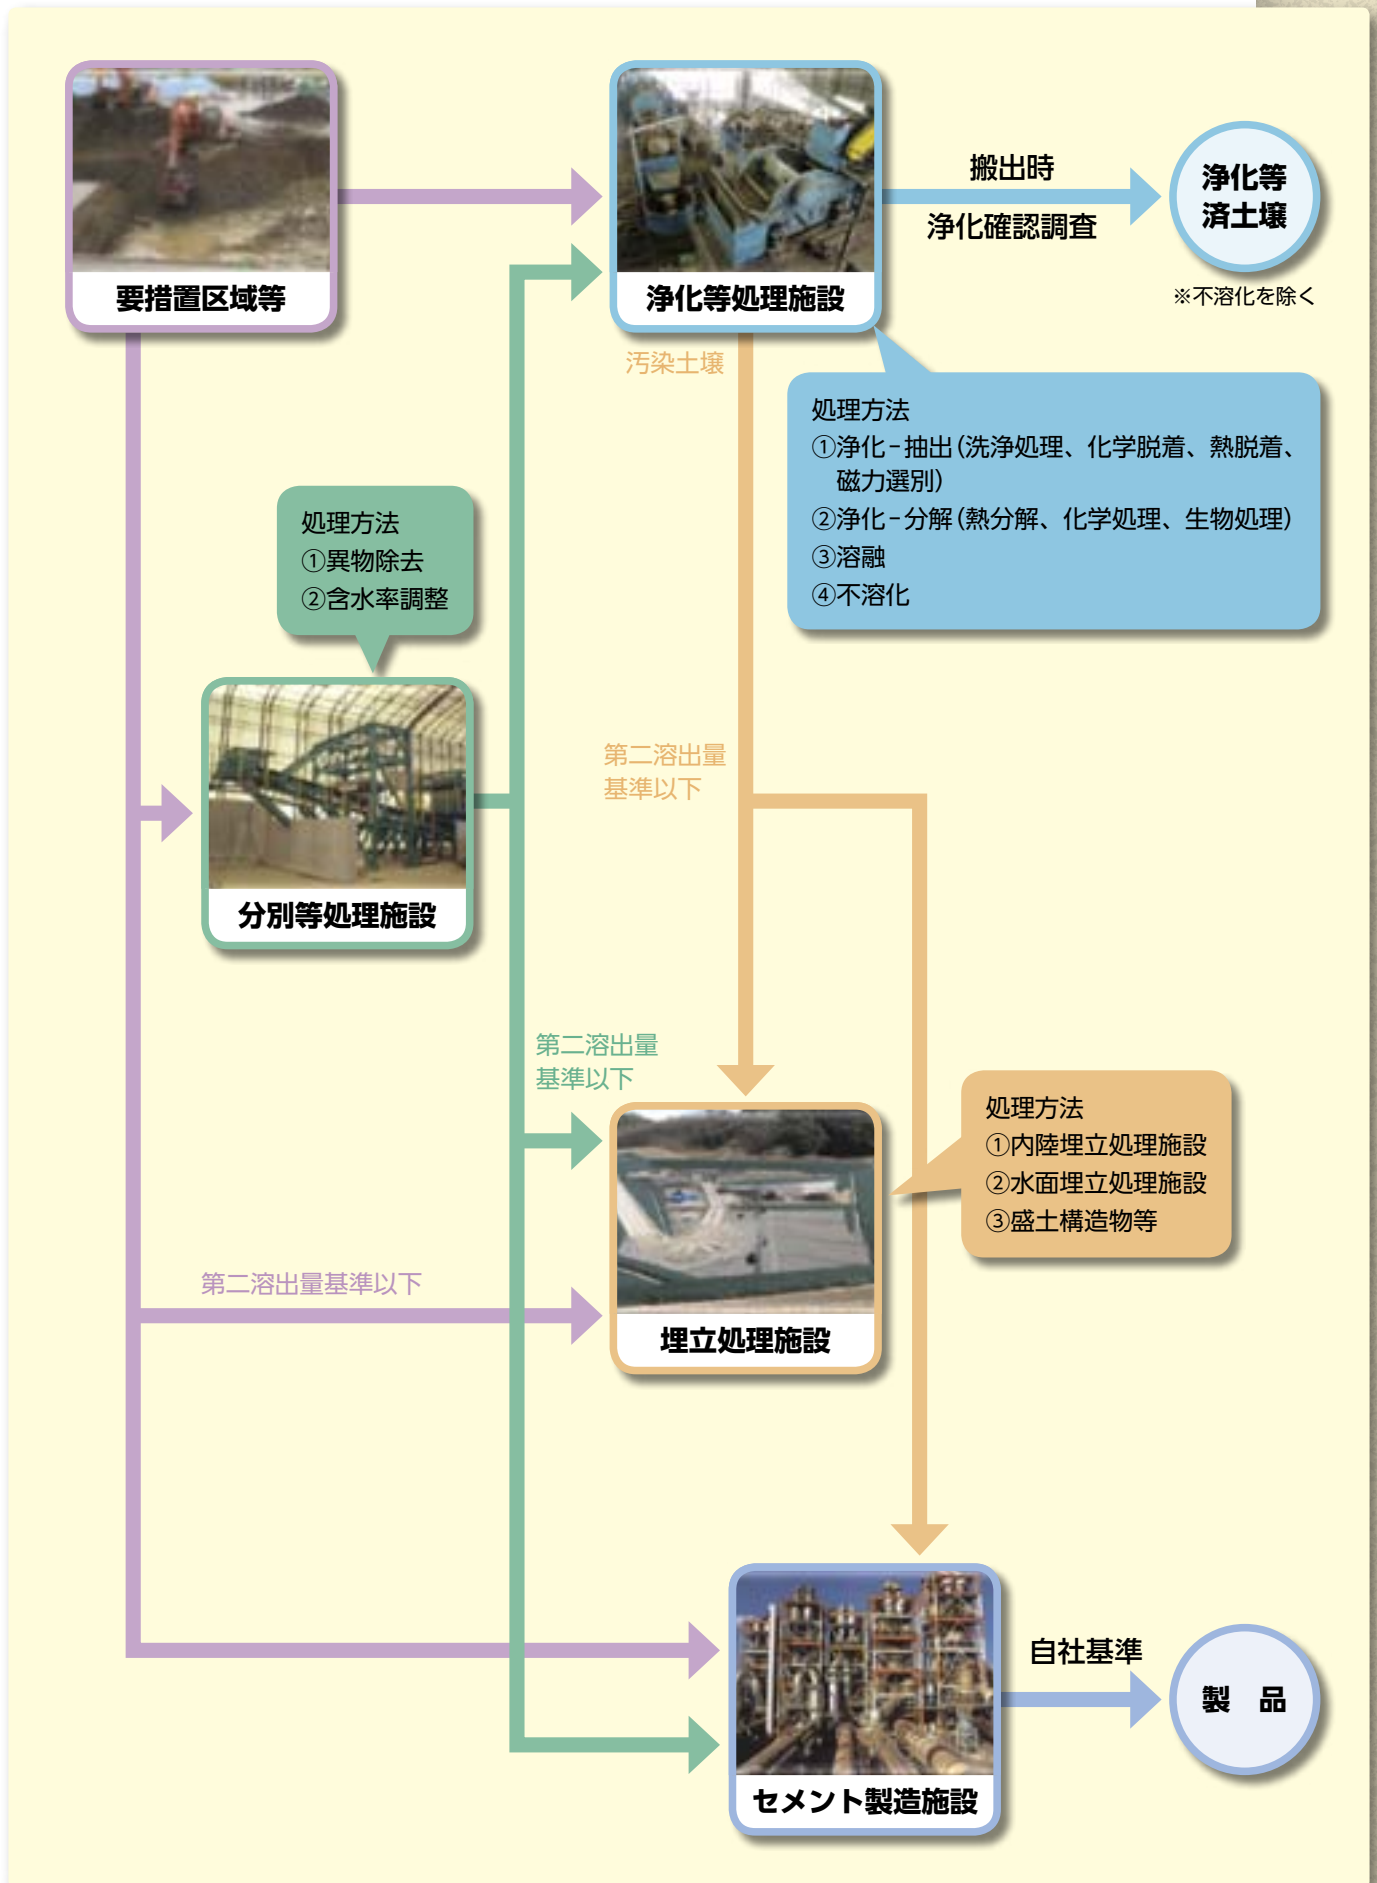 要措置区域等
浄化等処理施設
搬出時
浄化確認調査
浄化等
済土壌
※不溶化を除く
汚染土壌
処理方法
①浄化－抽出(洗浄処理、化学脱着、熱脱着、
磁力選別)
②浄化－分解(熱分解、化学処理、生物処理)
③溶融
④不溶化
処理方法
①異物除去
②含水率調整
分別等処理施設
第二溶出量
基準以下
第二溶出量
基準以下
処理方法
①内陸埋立処理施設
②水面埋立処理施設
③盛土構造物等
第二溶出量基準以下
埋立処理施設
自社基準
製　品
セメント製造施設